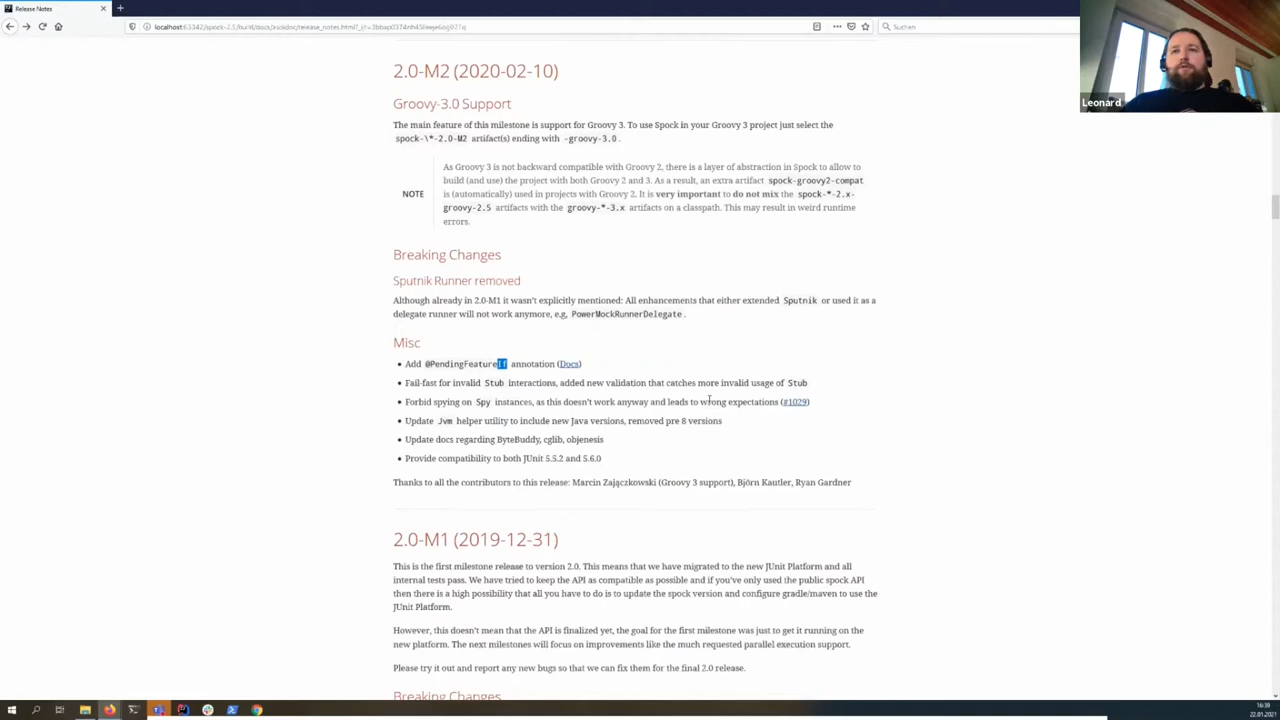 Release Notes
Suchen
Leonard
2.0-M2 (2020-02-10)
Groovy-3.0 Support
The main feature of this milestone is support for Groovy 3. To use Spock in your Groovy 3 project just select the
spock-\*-2.0-M2 artifact(s) ending with -groovy-3.0.
As Groovy 3 is not backward compatible with Groovy 2, there is a layer of abstraction in Spock to allow to
build (and use) the project with both Groovy 2 and 3. As a result, an extra artifact spock-groovy2-compat
NOTE is (automatically) used in projects with Groovy 2. It is very important to do not mix the spock-*-2.x-
groovy-2.5 artifacts with the groovy-*-3.x artifacts on a classpath. This may result in weird runtime
errors.
Breaking Changes
Sputnik Runner removed
Although already in 2.0-M1 it wasn't explicitly mentioned: All enhancements that either extended Sputnik or used it as a
delegate runner will not work anymore, e.g, PowerMockRunnerDelegate.
Misc
• Add @PendingFeatureIf annotation (Docs)
• Fail-fast for invalid Stub interactions, added new validation that catches more invalid usage of Stub
• Forbid spying on Spy instances, as this doesn't work anyway and leads to wrong expectations (#1029)
• Update Jvm helper utility to include new Java versions, removed pre 8 versions
• Update docs regarding ByteBuddy, cglib, objenesis
• Provide compatibility to both JUnit 5.5.2 and 5.6.0
Thanks to all the contributors to this release: Marcin Zajączkowski (Groovy 3 support), Björn Kautler, Ryan Gardner
2.0-M1 (2019-12-31)
This is the first milestone release to version 2.0. This means that we have migrated to the new JUnit Platform and all
internal tests pass. We have tried to keep the API as compatible as possible and if you've only used the public spock API
then there is a high possibility that all you have to do is to update the spock version and configure gradle/maven to use the
JUnit Platform.
However, this doesn't mean that the API is finalized yet, the goal for the first milestone was just to get it running on the
new platform. The next milestones will focus on improvements like the much requested parallel execution support.
Please try it out and report any new bugs so that we can fix them for the final 2.0 release.
Breaking Changes
16:39
22.01.2021